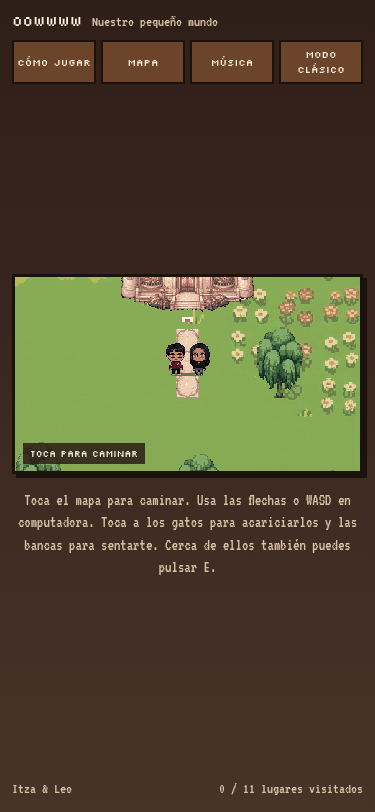 OOWWWW Nuestro pequeño mundo
CÓMO JUGAR
MAPA
MÚSICA
MODO
CLÁSICO
TOCA PARA CAMINAR
Toca el mapa para caminar. Usa las flechas o WASD en
computadora. Toca a los gatos para acariciarlos y las
bancas para sentarte. Cerca de ellos también puedes
pulsar E.
Itza & Leo
0 / 11 lugares visitados